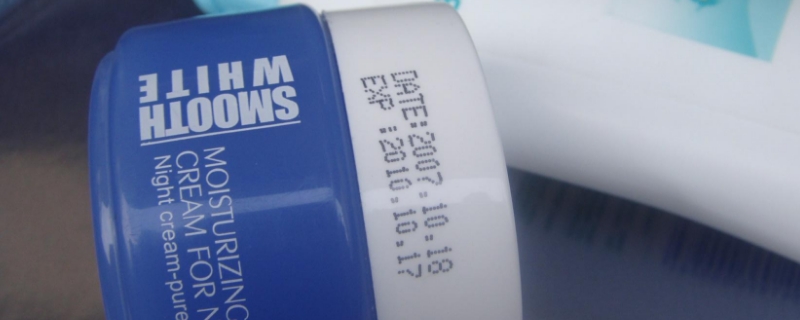 SMOOTH
WHITE
MOISTURIZING
CREAM FOR
Night cream-pure
DATE:2007.10.18
EXP :2010.10.17